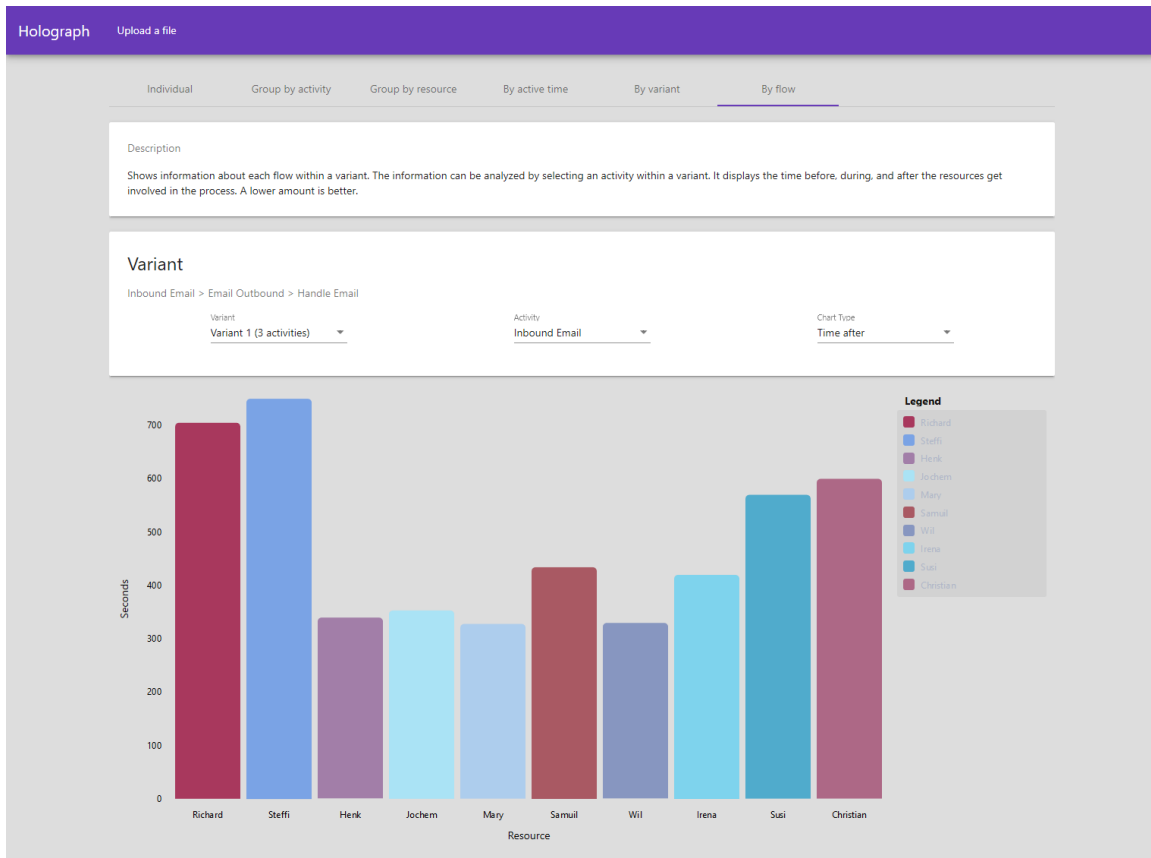 Holograph Upload a file
Individual Group by activity Group by resource By active time By variant By flow
Description
Shows information about each flow within a variant. The information can be analyzed by selecting an activity within a variant. It displays the time before, during, and after the resources get
involved in the process. A lower amount is better.
Variant
Inbound Email > Email Outbound > Handle Email
Variant Activity Chart Type
Variant 1 (3 activities) Inbound Email Time after
Legend
Richard
Steffi
Henk
Jochem
Mary
Samuil
Wil
Irena
Susi
Christian
700
600
500
400
300
200
100
0
Seconds
Richard Steffi Henk Jochem Mary Samuil Wil Irena Susi Christian
Resource